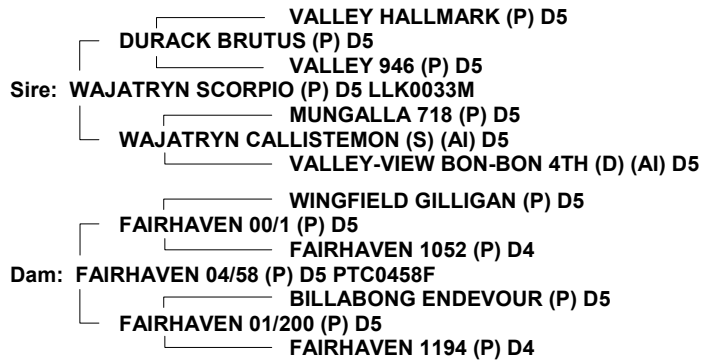 VALLEY HALLMARK (P) D5
DURACK BRUTUS (P) D5
VALLEY 946 (P) D5
Sire: WAJATRYN SCORPIO (P) D5 LLK0033M
MUNGALLA 718 (P) D5
WAJATRYN CALLISTEMON (S) (AI) D5
VALLEY-VIEW BON-BON 4TH (D) (AI) D5
WINGFIELD GILLIGAN (P) D5
FAIRHAVEN 00/1 (P) D5
FAIRHAVEN 1052 (P) D4
Dam: FAIRHAVEN 04/58 (P) D5 PTC0458F
BILLABONG ENDEVOUR (P) D5
FAIRHAVEN 01/200 (P) D5
FAIRHAVEN 1194 (P) D4